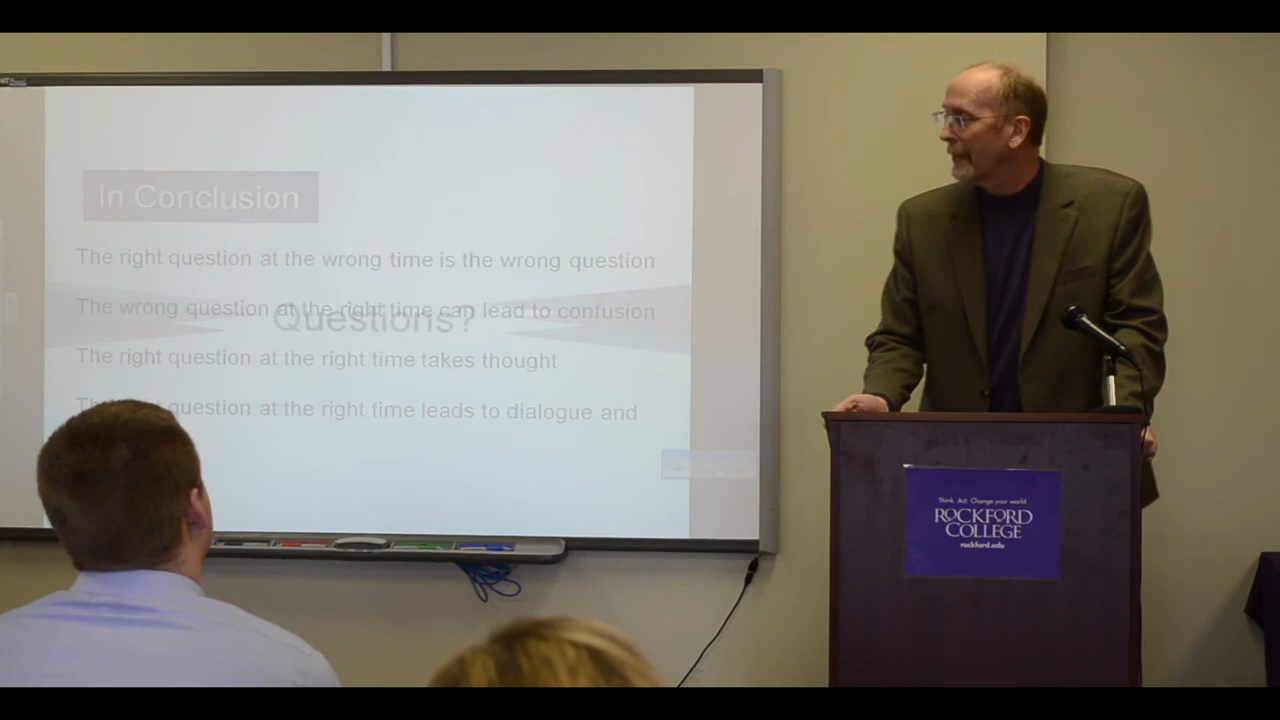 In Conclusion
The right question at the wrong time is the wrong question
The wrong question at the right time can lead to confusion
Questions?
The right question at the right time takes thought
question at the right time leads to dialogue and
Think. Act. Change your world.
ROCKFORD
COLLEGE
rockford.edu